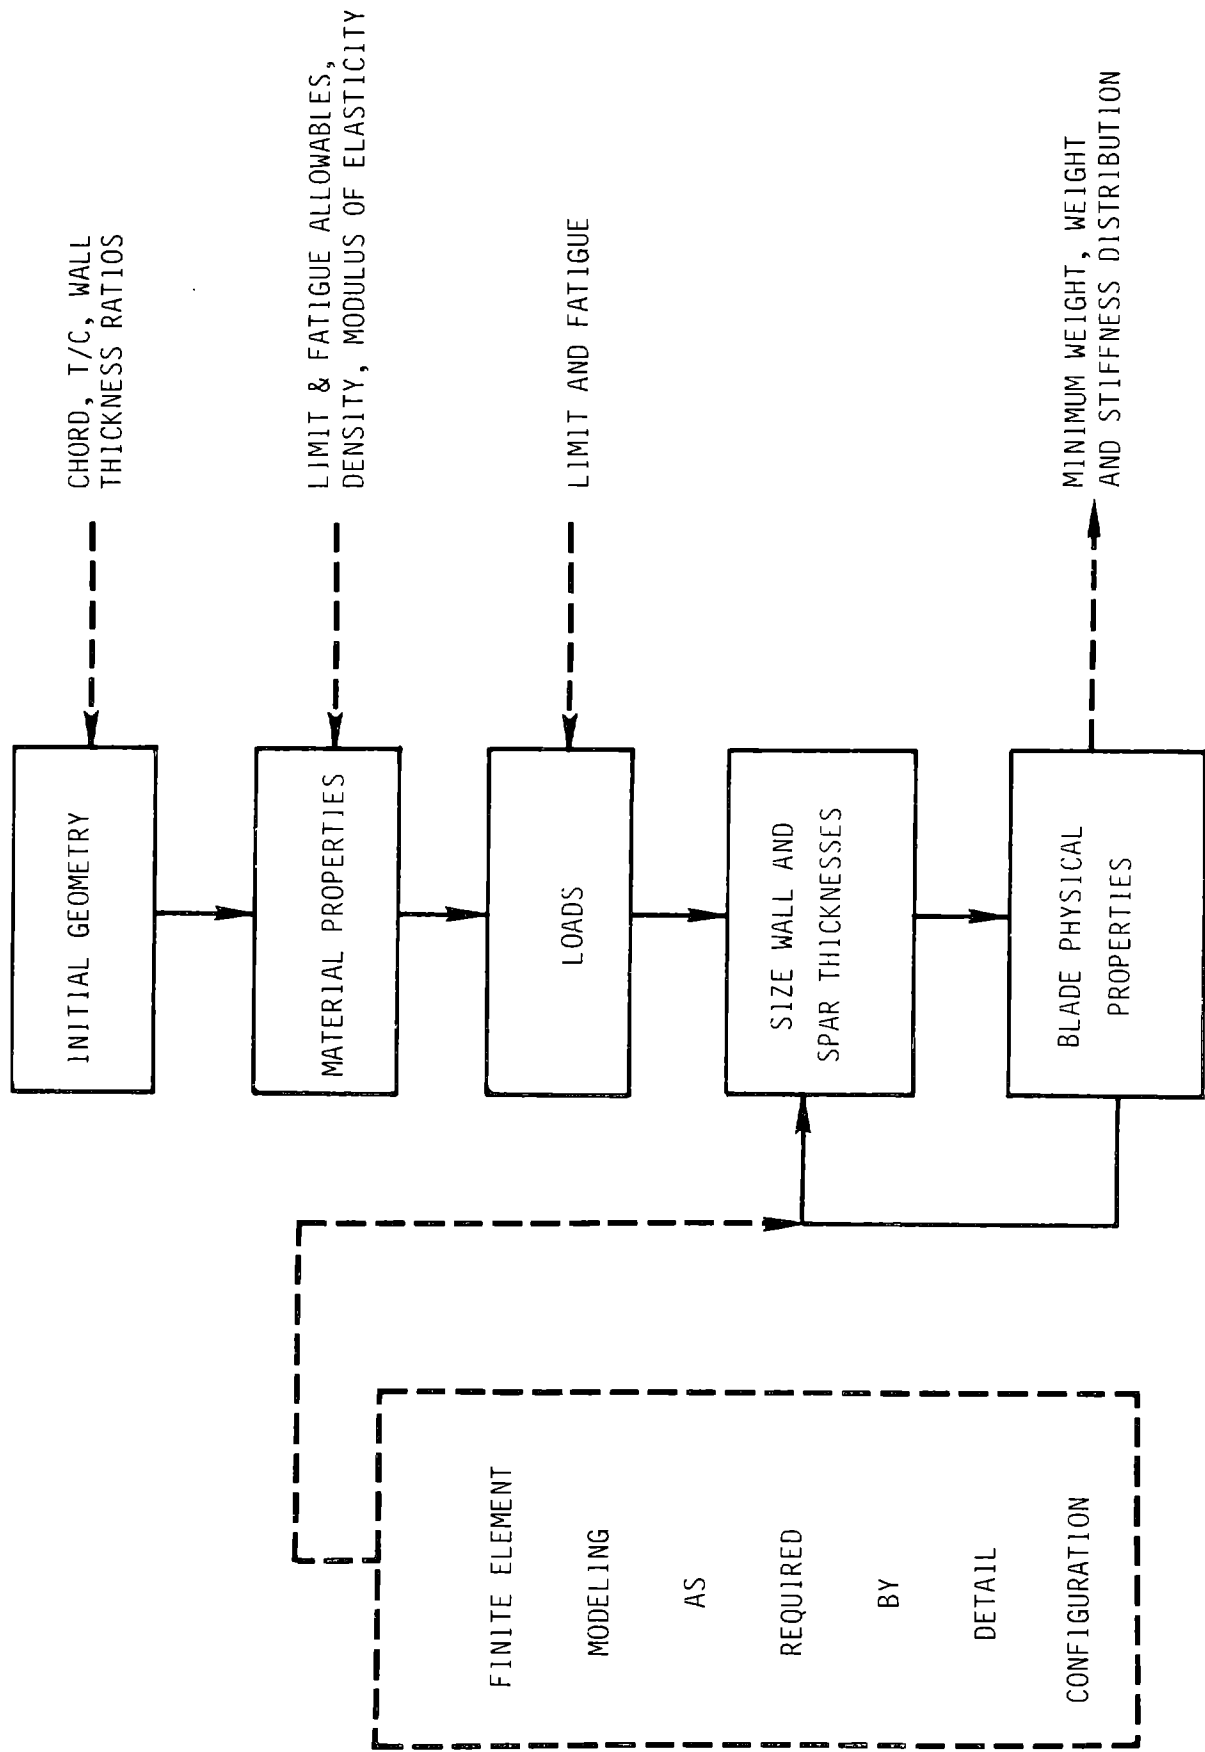 FINITE ELEMENT
MODELING
AS
REQUIRED
BY
DETAIL
CONFIGURATION
INITIAL GEOMETRY
CHORD, T/C, WALL
THICKNESS RATIOS
MATERIAL PROPERTIES
LIMIT & FATIGUE ALLOWABLES,
DENSITY, MODULUS OF ELASTICITY
LOADS
LIMIT AND FATIGUE
SIZE WALL AND
SPAR THICKNESSES
BLADE PHYSICAL
PROPERTIES
MINIMUM WEIGHT, WEIGHT
AND STIFFNESS DISTRIBUTION